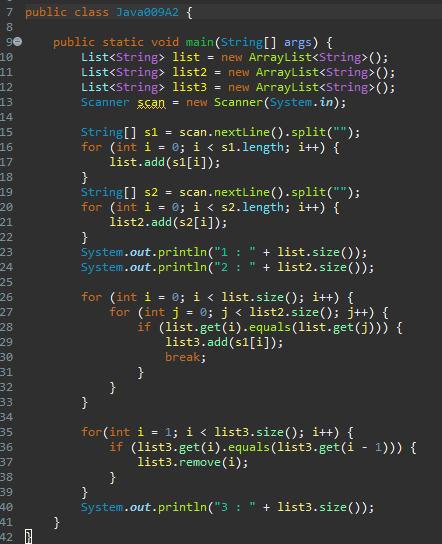 7 public class Java009A2 {
8
9 public static void main(String[] args) {
10 List<String> list = new ArrayList<String>();
11 List<String> list2 = new ArrayList<String>();
12 List<String> list3 = new ArrayList<String>();
13 Scanner scan = new Scanner(System.in);
14
15 String[] s1 = scan.nextLine().split("");
16 for (int i = 0; i < s1.length; i++) {
17 list.add(s1[i]);
18 }
19 String[] s2 = scan.nextLine().split("");
20 for (int i = 0; i < s2.length; i++) {
21 list2.add(s2[i]);
22 }
23 System.out.println("1 : " + list.size());
24 System.out.println("2 : " + list2.size());
25
26 for (int i = 0; i < list.size(); i++) {
27 for (int j = 0; j < list2.size(); j++) {
28 if (list.get(i).equals(list.get(j))) {
29 list3.add(s1[i]);
30 break;
31 }
32 }
33 }
34
35 for(int i = 1; i < list3.size(); i++) {
36 if (list3.get(i).equals(list3.get(i - 1))) {
37 list3.remove(i);
38 }
39 }
40 System.out.println("3 : " + list3.size());
41 }
42 }